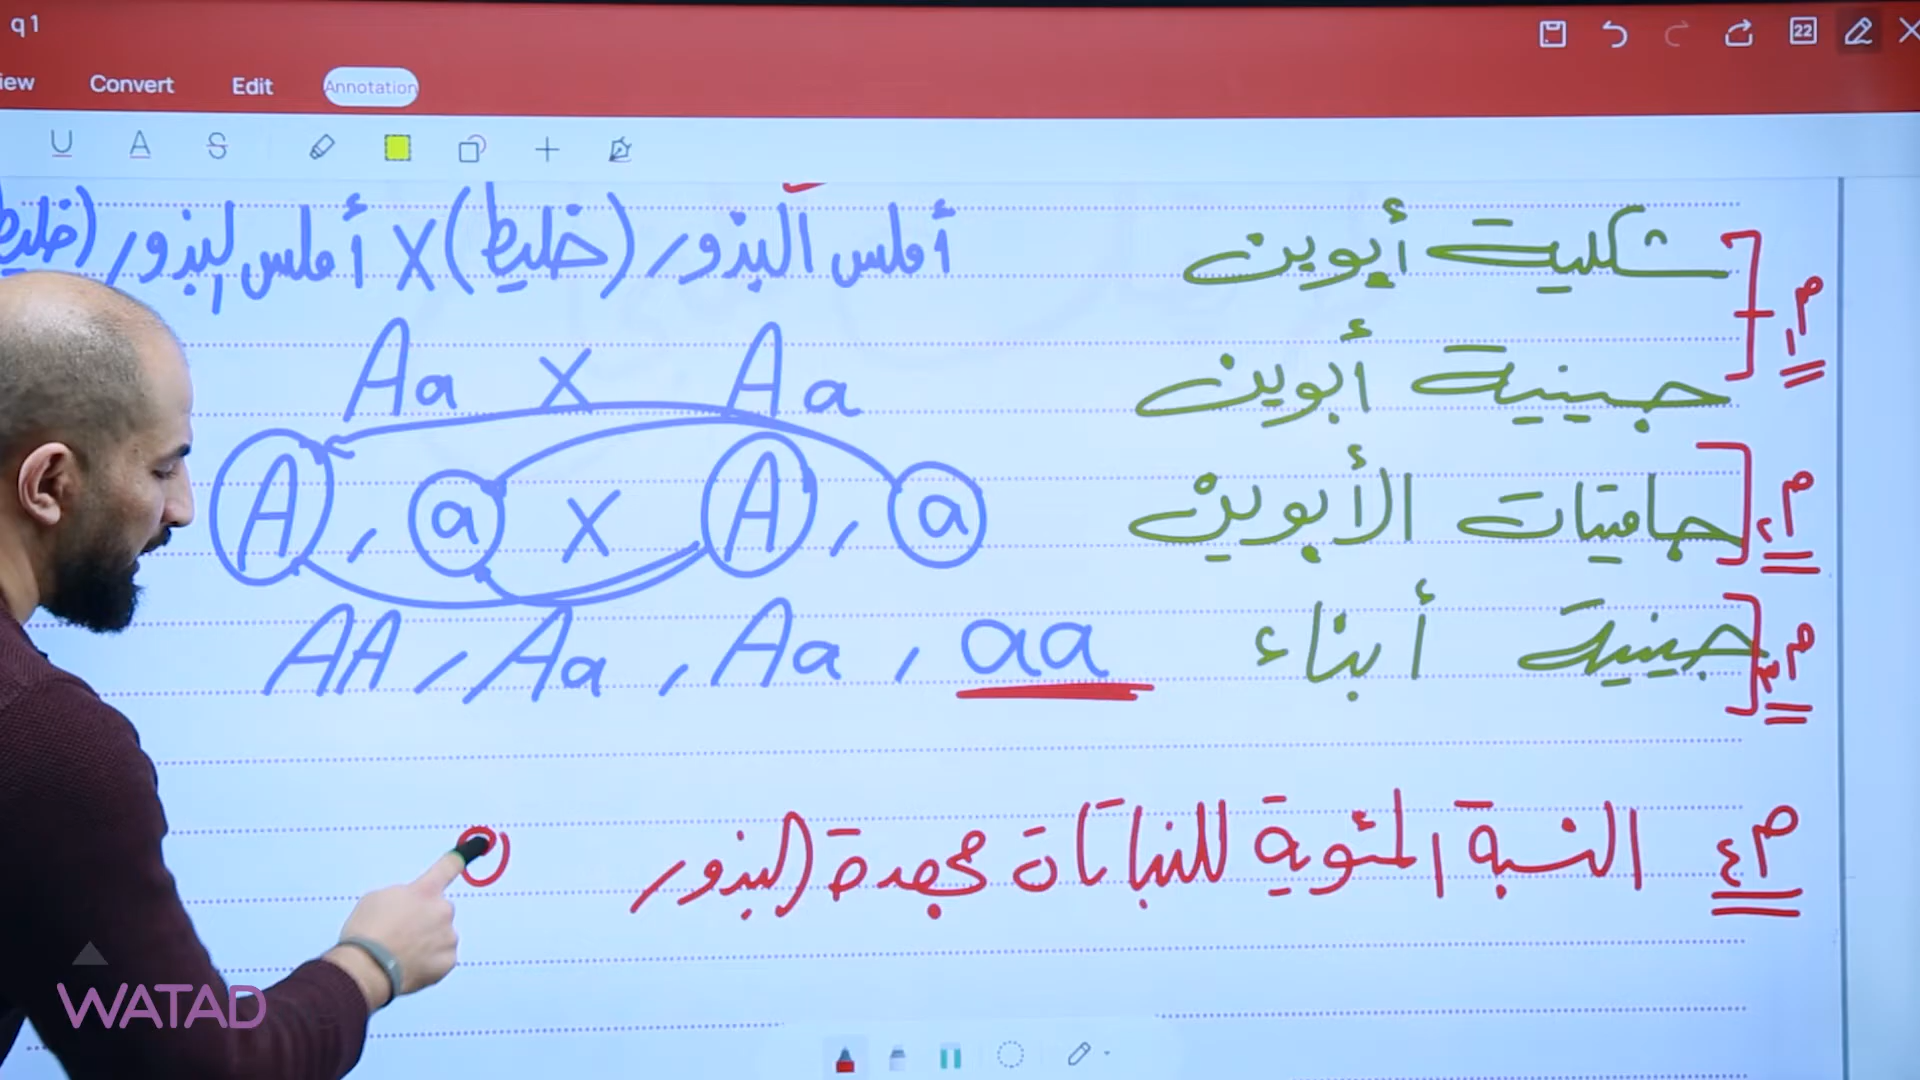 q1
Convert Edit Annotation
22
شكلية أبوين أملس البذور (خليط) X أملس البذور
م١
جينية أبوين Aa X Aa
جاميتات الأبوين A , a X A , a
م٢
جينية أبناء AA , Aa , Aa , aa
م٣
م٤ النسبة المئوية للنباتات مجعدة البذور
WATAD